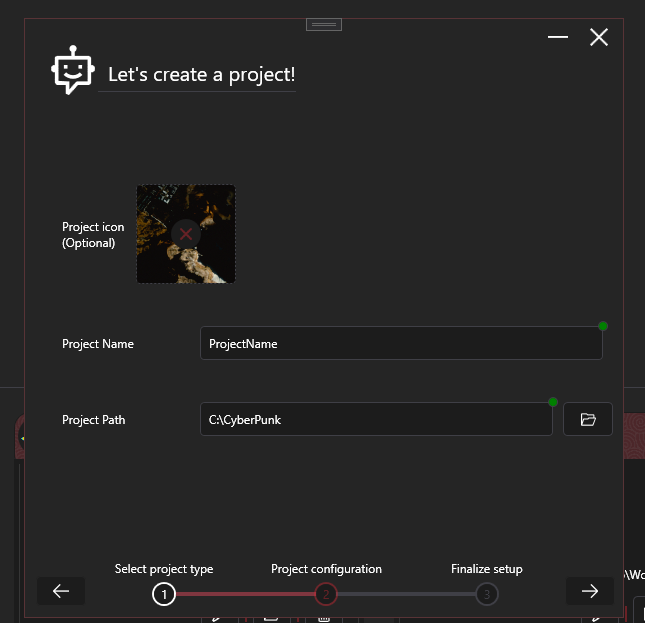 Let's create a project!
Project icon
(Optional)
Project Name
ProjectName
Project Path
C:\CyberPunk
Select project type
Project configuration
Finalize setup
1
2
3